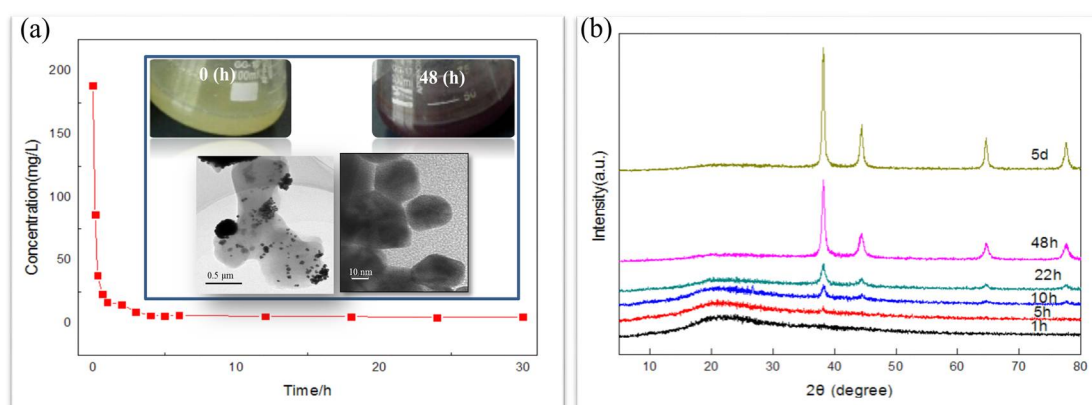 (a)
200
150
100
50
0
Concentration(mg/L)
0
10
20
30
Time/h
0 (h)
48 (h)
0.5 μm
10 nm
(b)
Intensity(a.u.)
5d
48h
22h
10h
5h
1h
10 20 30 40 50 60 70 80
2θ (degree)